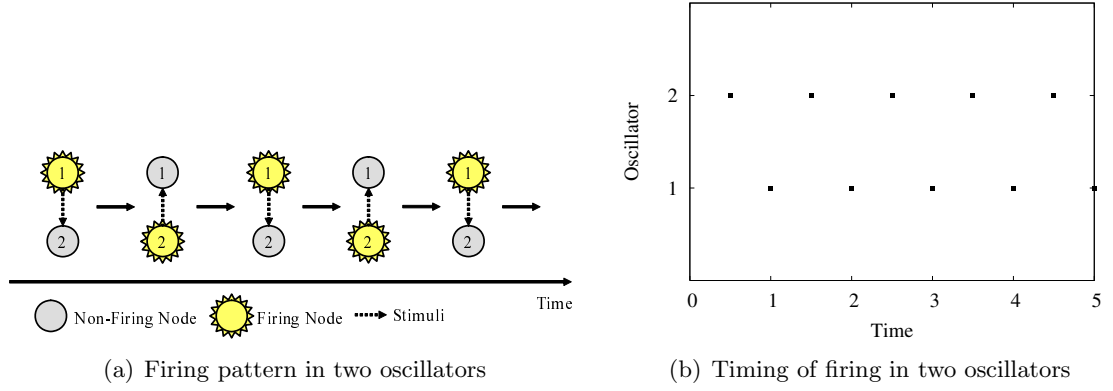 1
1
1
1
1
2
2
2
2
2
Time
Non-Firing Node
Firing Node
Stimuli
(a) Firing pattern in two oscillators
Oscillator
2
1
0
1
2
3
4
5
Time
(b) Timing of firing in two oscillators